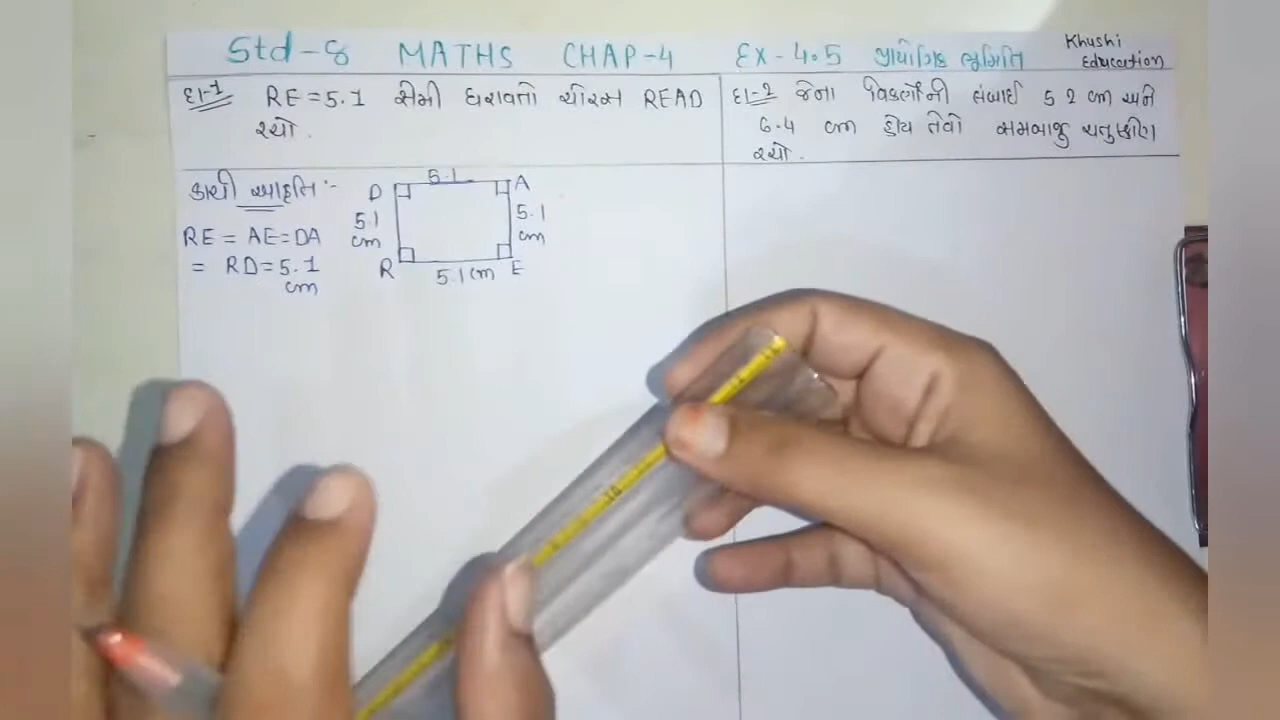 Std-8 MATHS CHAP-4 EX-4.5 પ્રાયોગિક ભૂમિતિ
Khushi
Education
દા-1 RE=5.1 સેમી ધરાવતો ચોરસ READ
રચો.
દા-2 જેના વિકર્ણોની લંબાઈ 5 2 cm અને
6.4 cm હોય તેવો સમબાજુ ચતુષ્કોણ
રચો.
કાચી આકૃતિ :-
RE = AE=DA
= RD=5.1
cm
D 5.1 A
5.1 5.1
cm cm
R 5.1cm E